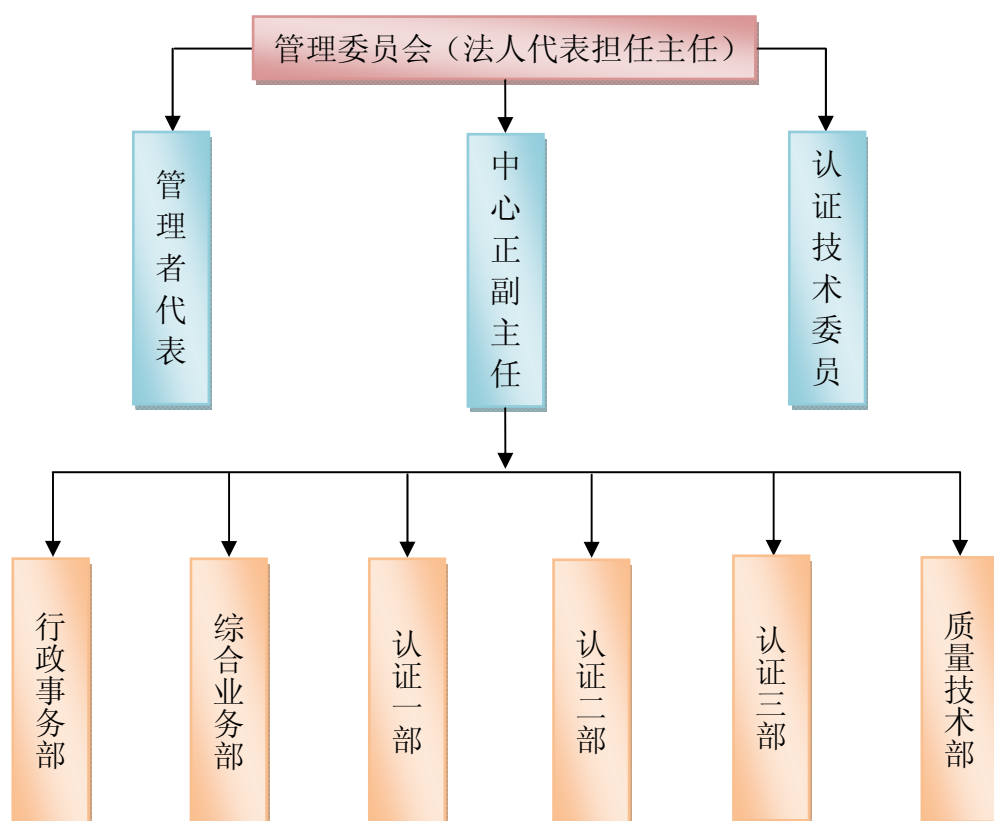 管理委员会（法人代表担任主任）
管理者代表
中心正副主任
认证技术委员
行政事务部
综合业务部
认证一部
认证二部
认证三部
质量技术部